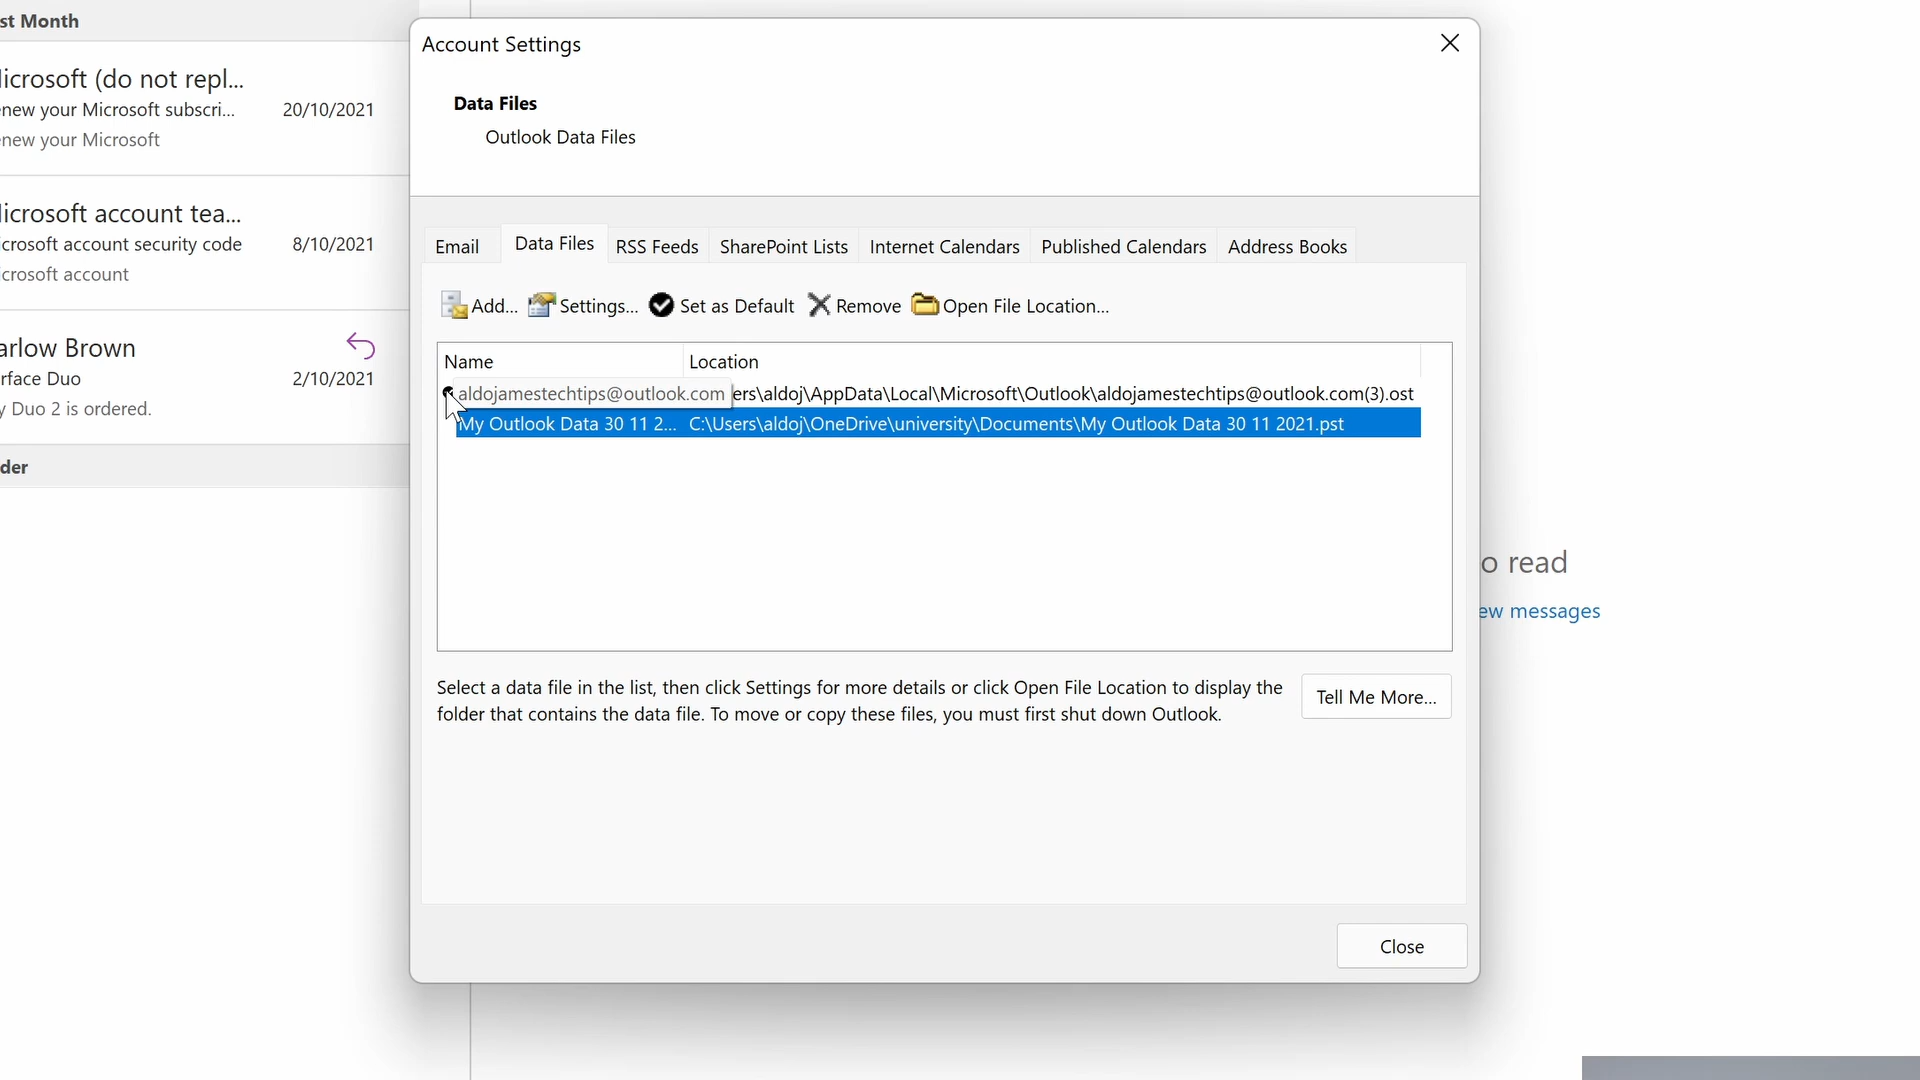 st Month
icrosoft (do not repl...
enew your Microsoft subscri... 20/10/2021
enew your Microsoft
icrosoft account tea...
crosoft account security code 8/10/2021
crosoft account
arlow Brown
rface Duo 2/10/2021
y Duo 2 is ordered.
der
Account Settings
Data Files
Outlook Data Files
Email Data Files RSS Feeds SharePoint Lists Internet Calendars Published Calendars Address Books
Add... Settings... Set as Default Remove Open File Location...
Name Location
aldojamestechtips@outlook.com ers\aldoj\AppData\Local\Microsoft\Outlook\aldojamestechtips@outlook.com(3).ost
My Outlook Data 30 11 2... C:\Users\aldoj\OneDrive\university\Documents\My Outlook Data 30 11 2021.pst
Select a data file in the list, then click Settings for more details or click Open File Location to display the
folder that contains the data file. To move or copy these files, you must first shut down Outlook.
Tell Me More...
Close
o read
ew messages